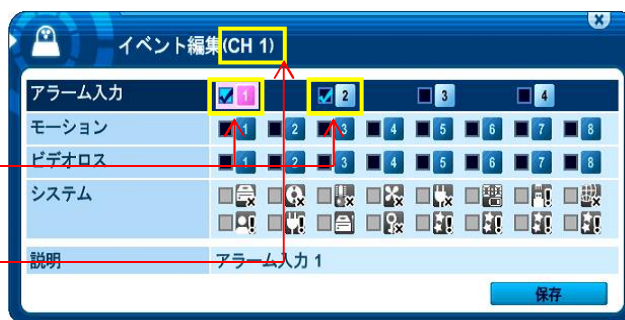 イベント編集(CH 1)
アラーム入力 1 2 3 4
モーション 1 2 3 4 5 6 7 8
ビデオロス 1 2 3 4 5 6 7 8
システム
説明 アラーム入力 1
保存